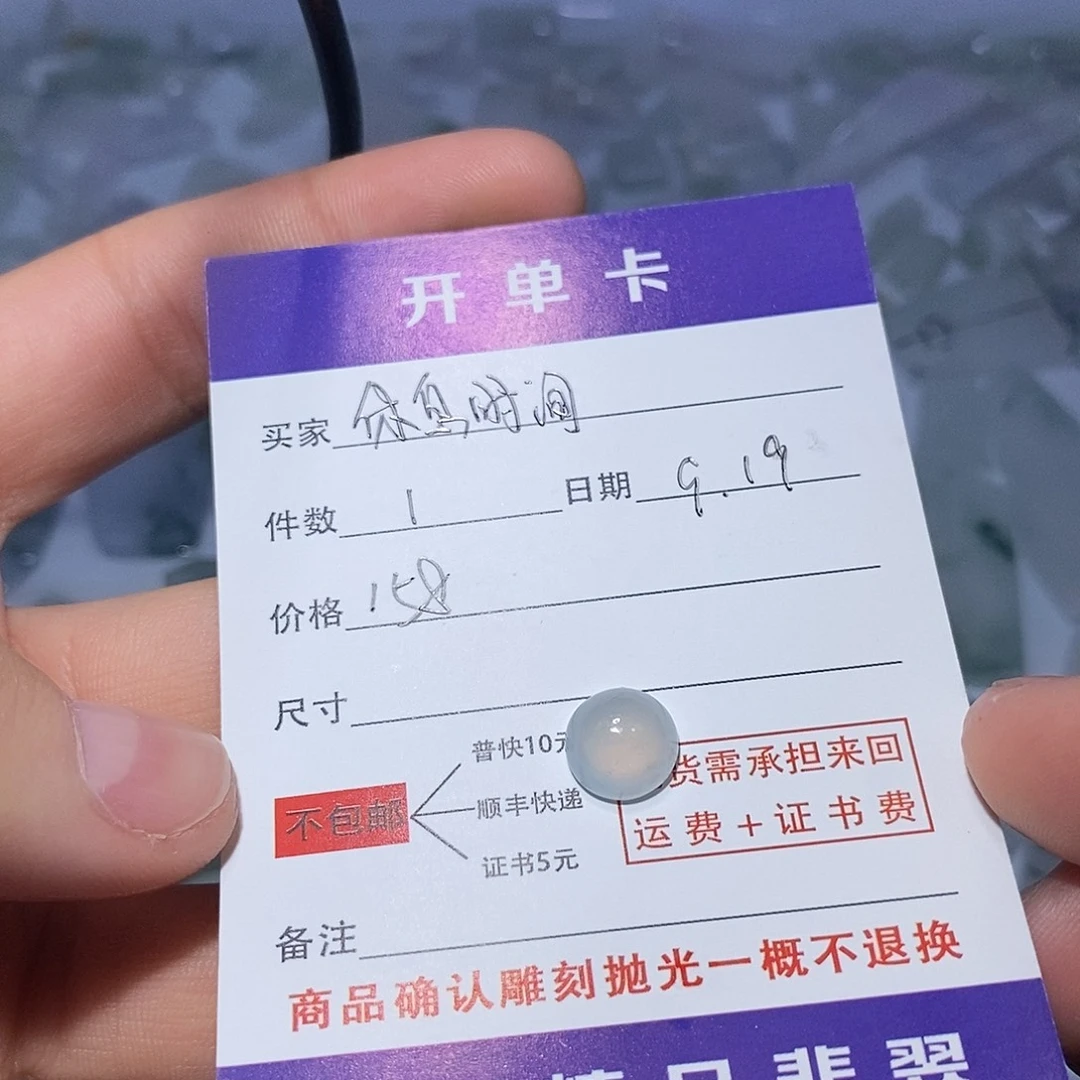 开单卡
买家 休息时间
件数 1 日期 9.19
价格 158
尺寸
普快10元
不包邮 顺丰快递
证书5元
货需承担来回
运费+证书费
备注
商品确认雕刻抛光一概不退换
翡翠